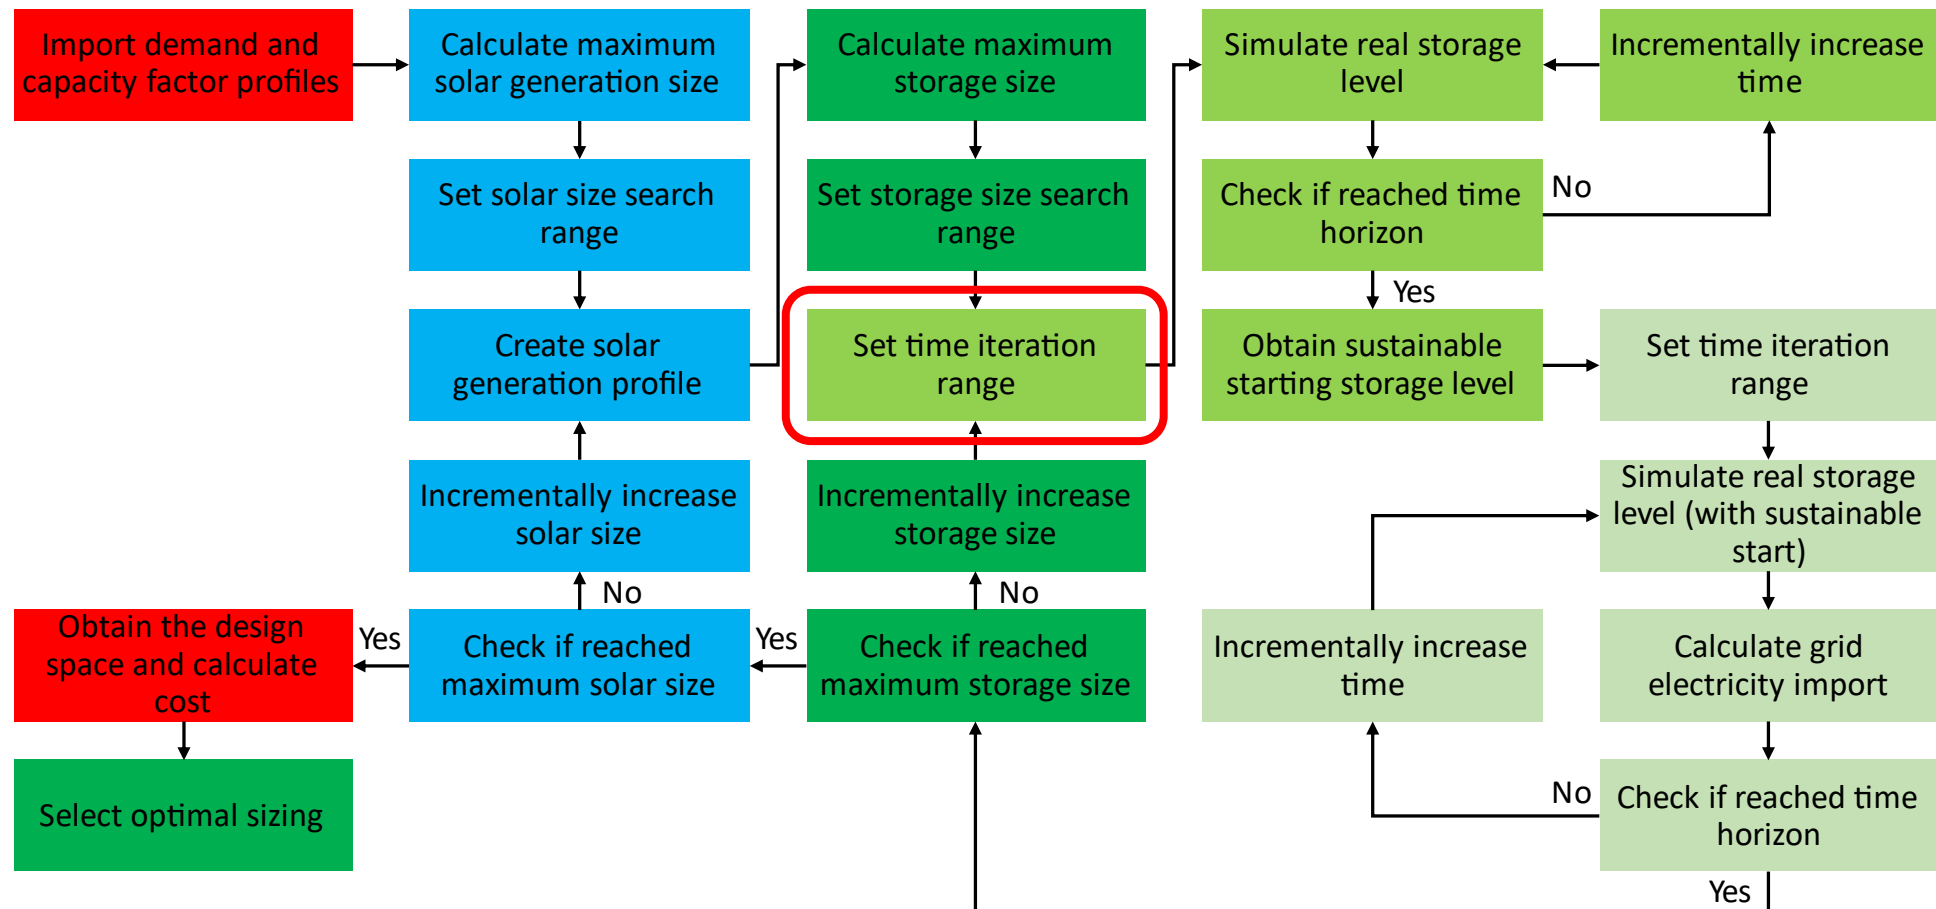 Import demand and
capacity factor profiles
Calculate maximum
solar generation size
Calculate maximum
storage size
Simulate real storage
level
Incrementally increase
time
Set solar size search
range
Set storage size search
range
Check if reached time
horizon
No
Yes
Create solar
generation profile
Set time iteration
range
Obtain sustainable
starting storage level
Set time iteration
range
Incrementally increase
solar size
Incrementally increase
storage size
Simulate real storage
level (with sustainable
start)
No
No
Obtain the design
space and calculate
cost
Yes
Check if reached
maximum solar size
Yes
Check if reached
maximum storage size
Incrementally increase
time
Calculate grid
electricity import
Select optimal sizing
No
Check if reached time
horizon
Yes